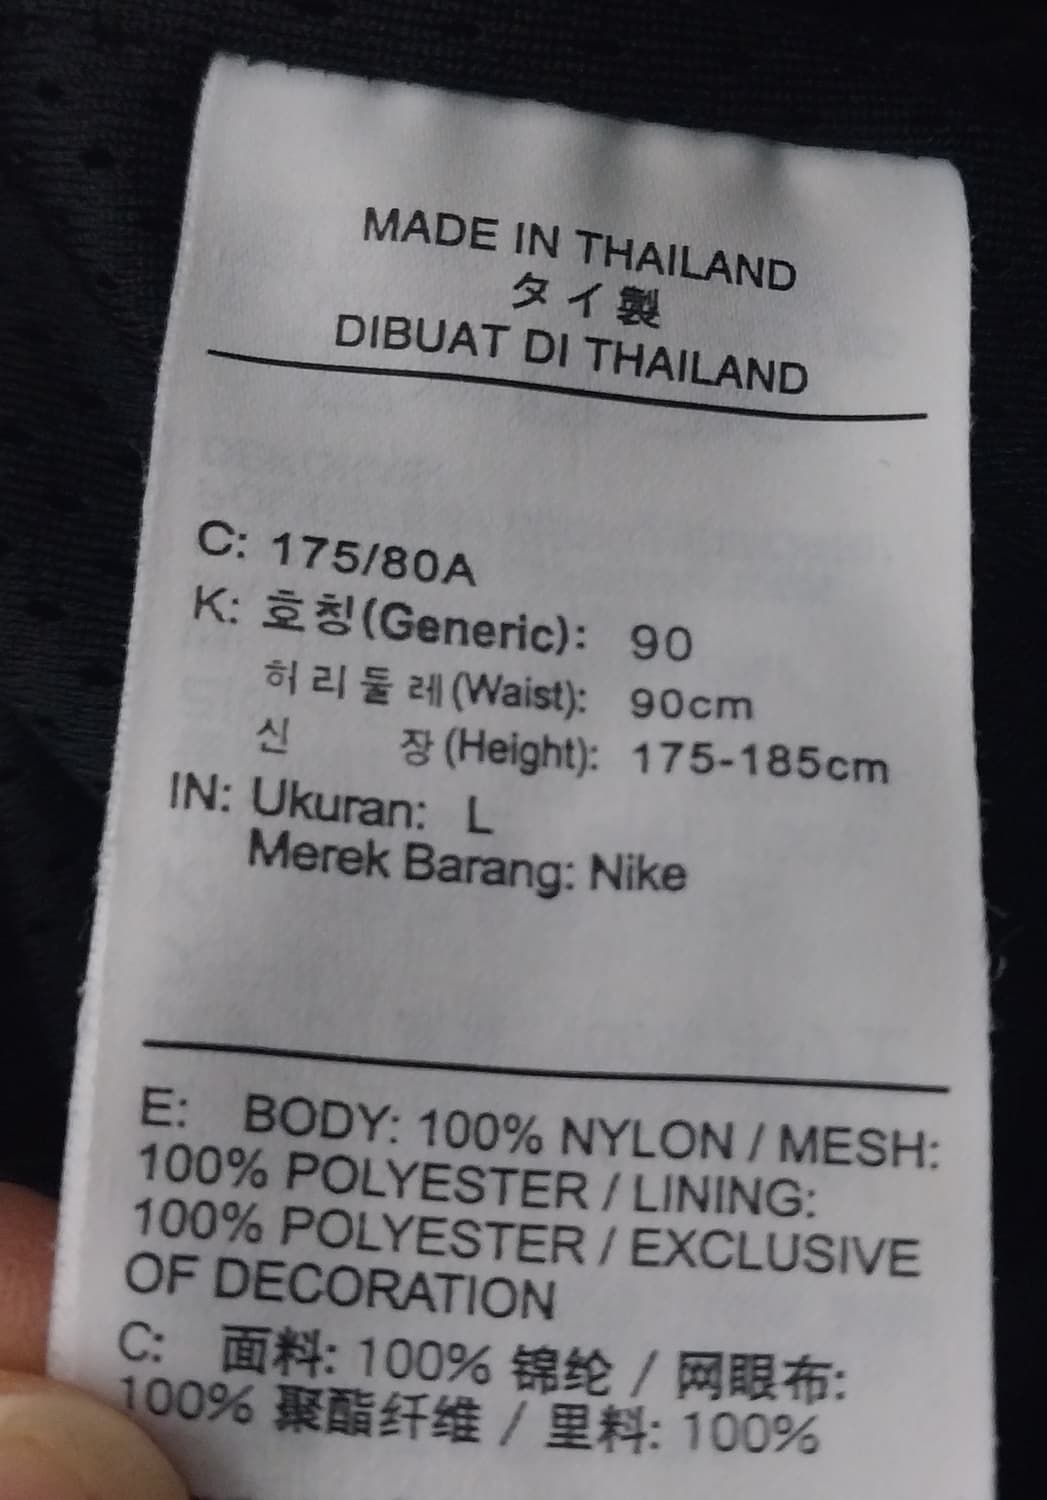 MADE IN THAILAND
タイ製
DIBUAT DI THAILAND
C: 175/80A
K: 호칭(Generic): 90
허리둘레(Waist): 90cm
신 장(Height): 175-185cm
IN: Ukuran: L
Merek Barang: Nike
E: BODY: 100% NYLON / MESH:
100% POLYESTER / LINING:
100% POLYESTER / EXCLUSIVE
OF DECORATION
C: 面料: 100% 锦纶 / 网眼布:
100% 聚酯纤维 / 里料: 100%